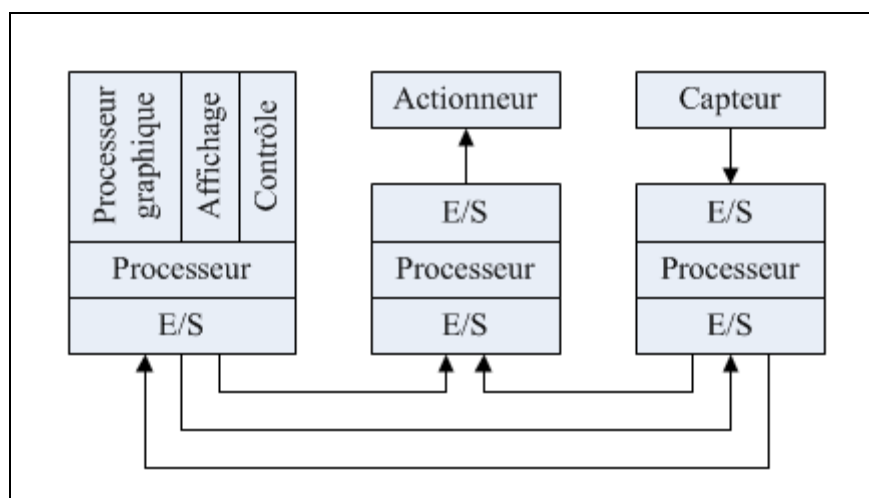 Processeur
graphique
Affichage
Contrôle
Processeur
E/S
Actionneur
E/S
Processeur
E/S
Capteur
E/S
Processeur
E/S